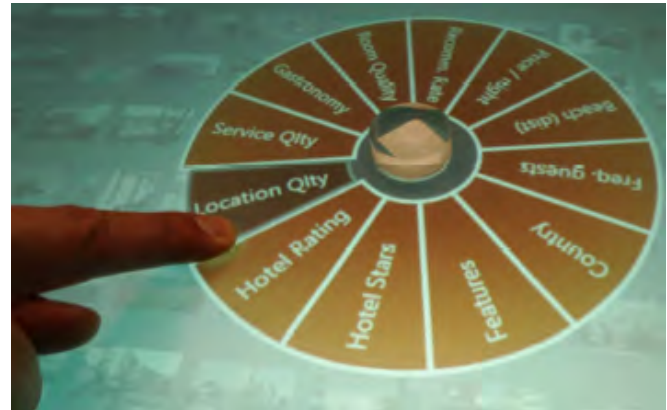 Room Quality
Recomm. Rate
Price / night
Beach (dist)
Freq. guests
Country
Features
Hotel Stars
Hotel Rating
Location Qlty
Service Qlty
Gastronomy